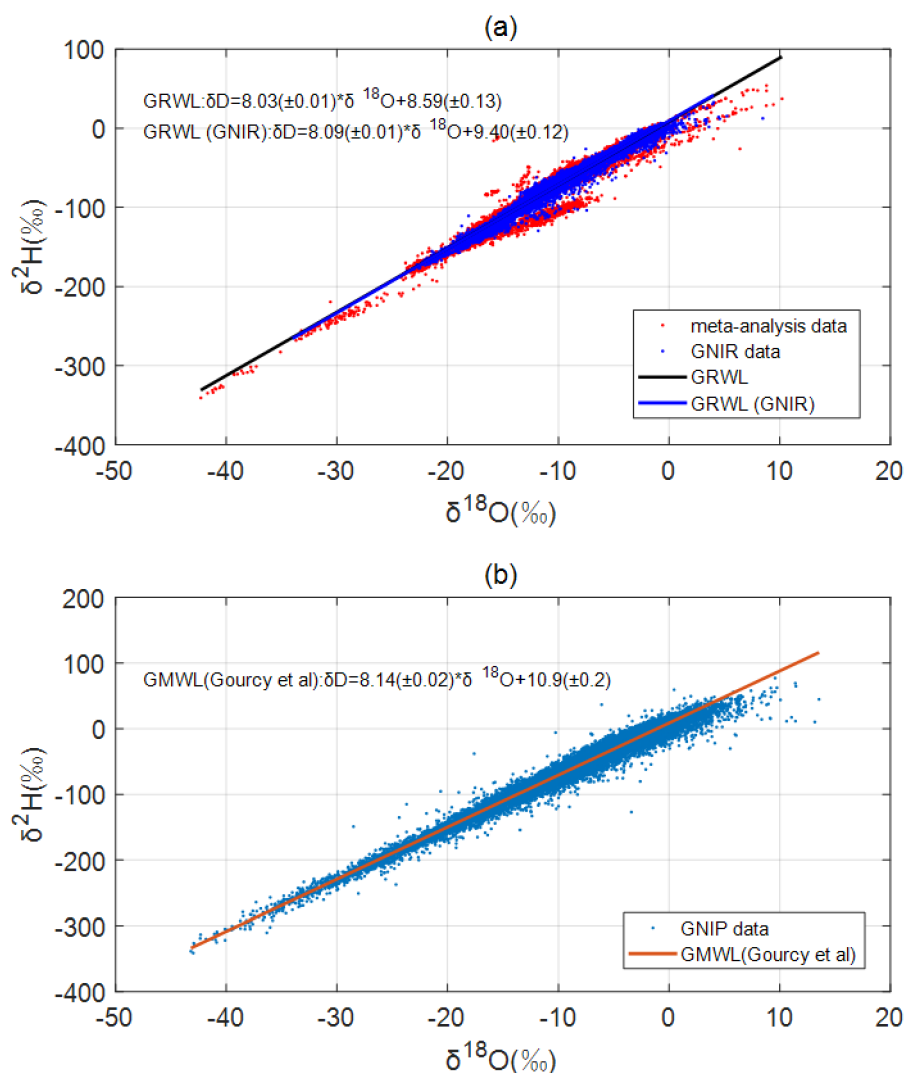 (a)
100
0
-100
-200
-300
-400
δ²H(‰)
GRWL:δD=8.03(±0.01)*δ ¹⁸O+8.59(±0.13)
GRWL (GNIR):δD=8.09(±0.01)*δ ¹⁸O+9.40(±0.12)
meta-analysis data
GNIR data
GRWL
GRWL (GNIR)
-50 -40 -30 -20 -10 0 10 20
δ¹⁸O(‰)
(b)
200
100
0
-100
-200
-300
-400
δ²H(‰)
GMWL(Gourcy et al):δD=8.14(±0.02)*δ ¹⁸O+10.9(±0.2)
GNIP data
GMWL(Gourcy et al)
-50 -40 -30 -20 -10 0 10 20
δ¹⁸O(‰)